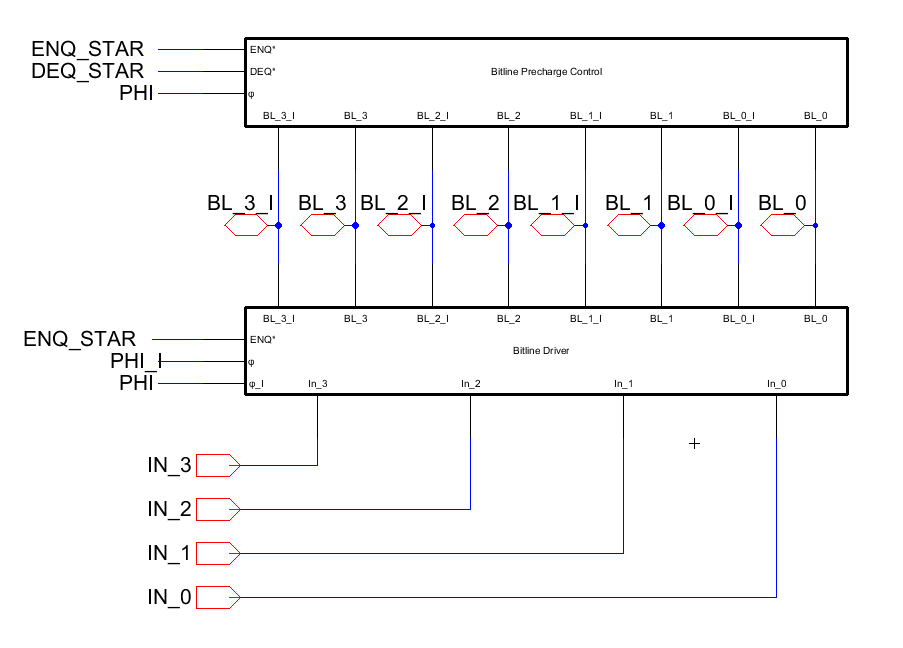 ENQ_STAR ENQ*
DEQ_STAR DEQ* Bitline Precharge Control
PHI φ
BL_3_I BL_3 BL_2_I BL_2 BL_1_I BL_1 BL_0_I BL_0
BL_3_I BL_3 BL_2_I BL_2 BL_1_I BL_1 BL_0_I BL_0
BL_3_I BL_3 BL_2_I BL_2 BL_1_I BL_1 BL_0_I BL_0
ENQ_STAR ENQ*
Bitline Driver
PHI_I φ
PHI φ_I In_3 In_2 In_1 In_0
IN_3
IN_2
IN_1
IN_0